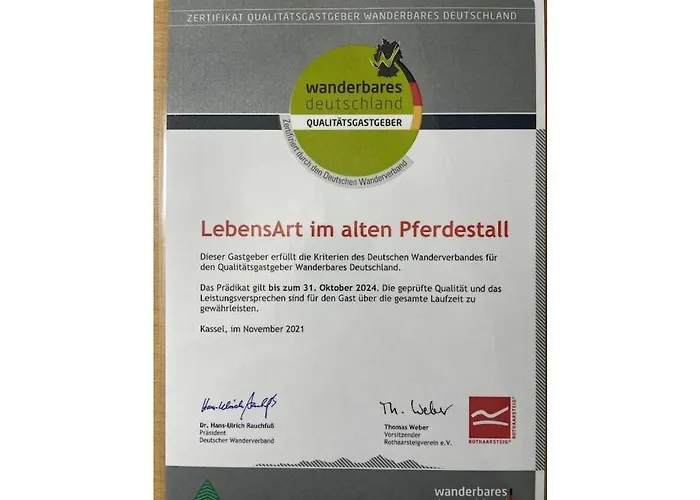 ZERTIFIKAT QUALITÄTSGASTGEBER WANDERBARES DEUTSCHLAND
wanderbares
deutschland
QUALITÄTSGASTGEBER
Zertifiziert durch den Deutschen Wanderverband
LebensArt im alten Pferdestall
Dieser Gastgeber erfüllt die Kriterien des Deutschen Wanderverbandes für
den Qualitätsgastgeber Wanderbares Deutschland.
Das Prädikat gilt bis zum 31. Oktober 2024. Die geprüfte Qualität und das
Leistungsversprechen sind für den Gast über die gesamte Laufzeit zu
gewährleisten.
Kassel, im November 2021
Th. Weber
Dr. Hans-Ulrich Rauchfuß
Präsident
Deutscher Wanderverband
Thomas Weber
Vorsitzender
Rothaarsteigverein e.V.
ROTHAARSTEIG®
ROTHAARSTEIG®
wanderbares